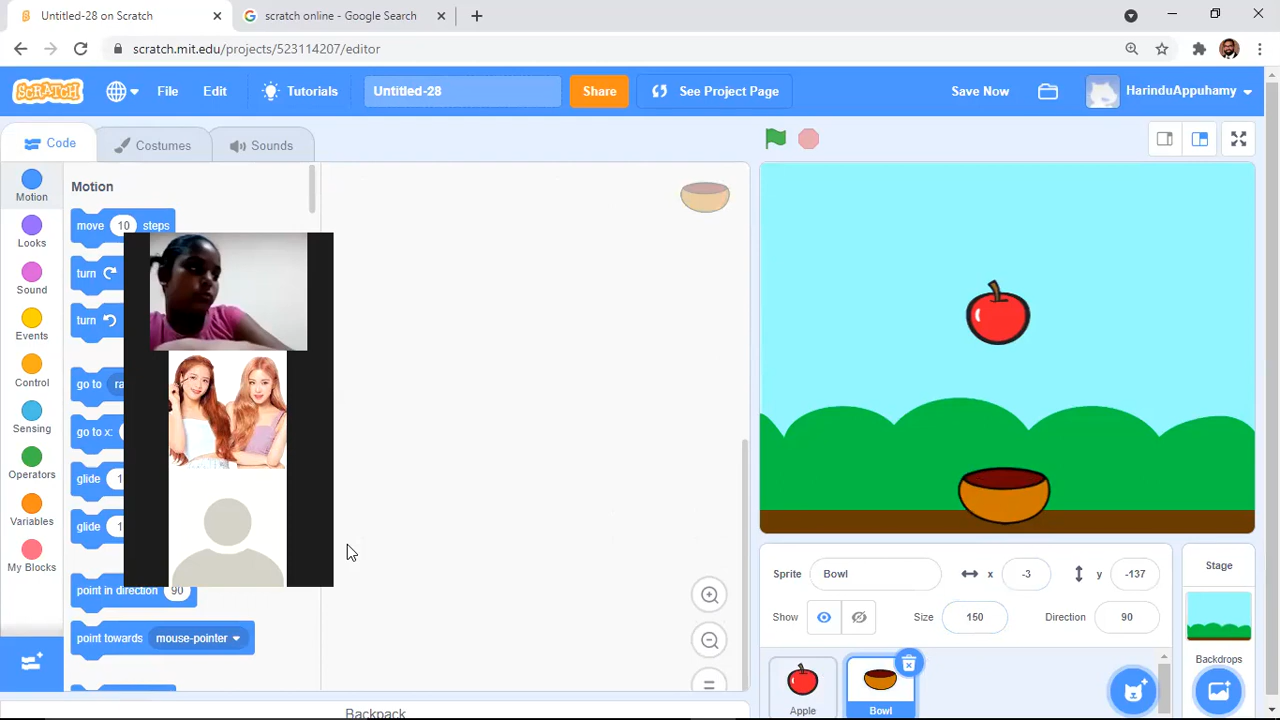 Untitled-28 on Scratch
scratch online - Google Search
scratch.mit.edu/projects/523114207/editor
SCRATCH
File
Edit
Tutorials
Untitled-28
Share
See Project Page
Save Now
HarinduAppuhamy
Code
Costumes
Sounds
Motion
Looks
Sound
Events
Control
Sensing
Operators
Variables
My Blocks
Motion
move 10 steps
turn
turn
go to
go to x:
glide
glide
point in direction 90
point towards mouse-pointer
Sprite Bowl x -3 y -137
Show Size 150 Direction 90
Apple
Bowl
Stage
Backdrops
Backpack